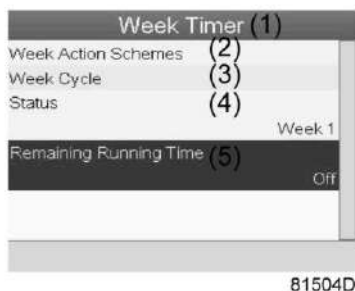 Week Timer (1)
Week Action Schemes (2)
Week Cycle (3)
Status (4)
Week 1
Remaining Running Time (5)
Off
81504D